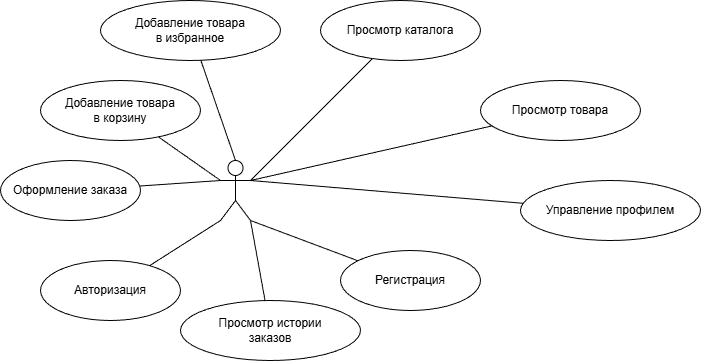 Добавление товара
в избранное
Просмотр каталога
Добавление товара
в корзину
Просмотр товара
Оформление заказа
Управление профилем
Авторизация
Регистрация
Просмотр истории
заказов